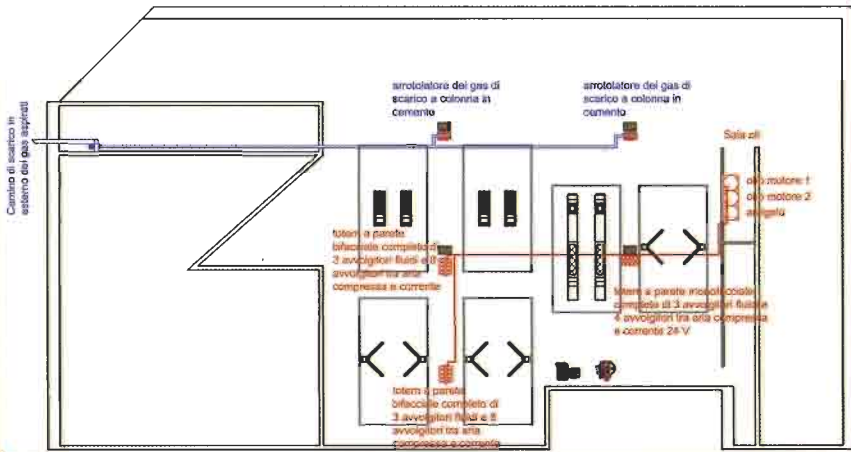 arrotolatore dei gas di
scarico a colonna in
cemento
arrotolatore dei gas di
scarico a colonna in
cemento
Camino di scarico in
esterno dei gas aspirati
Sala oli
olio motore 1
olio motore 2
antigelo
totem a parete
bifacciale completo di
3 avvolgitori fluidi e 8
avvolgitori tra aria
compressa e corrente
totem a parete monofacciale
completo di 3 avvolgitori fluidi e
4 avvolgitori tra aria compressa
e corrente 24 V
totem a parete
bifacciale completo di
3 avvolgitori fluidi e 8
avvolgitori tra aria
compressa e corrente